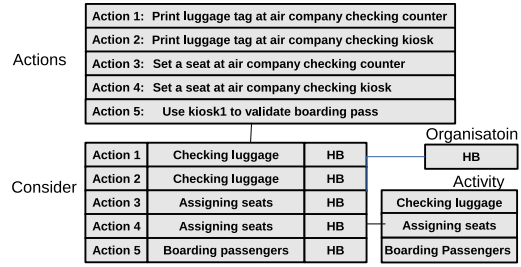 Actions
Action 1: Print luggage tag at air company checking counter
Action 2: Print luggage tag at air company checking kiosk
Action 3: Set a seat at air company checking counter
Action 4: Set a seat at air company checking kiosk
Action 5: Use kiosk1 to validate boarding pass
Consider
Action 1 Checking luggage HB
Action 2 Checking luggage HB
Action 3 Assigning seats HB
Action 4 Assigning seats HB
Action 5 Boarding passengers HB
Organisatoin
HB
Activity
Checking luggage
Assigning seats
Boarding Passengers